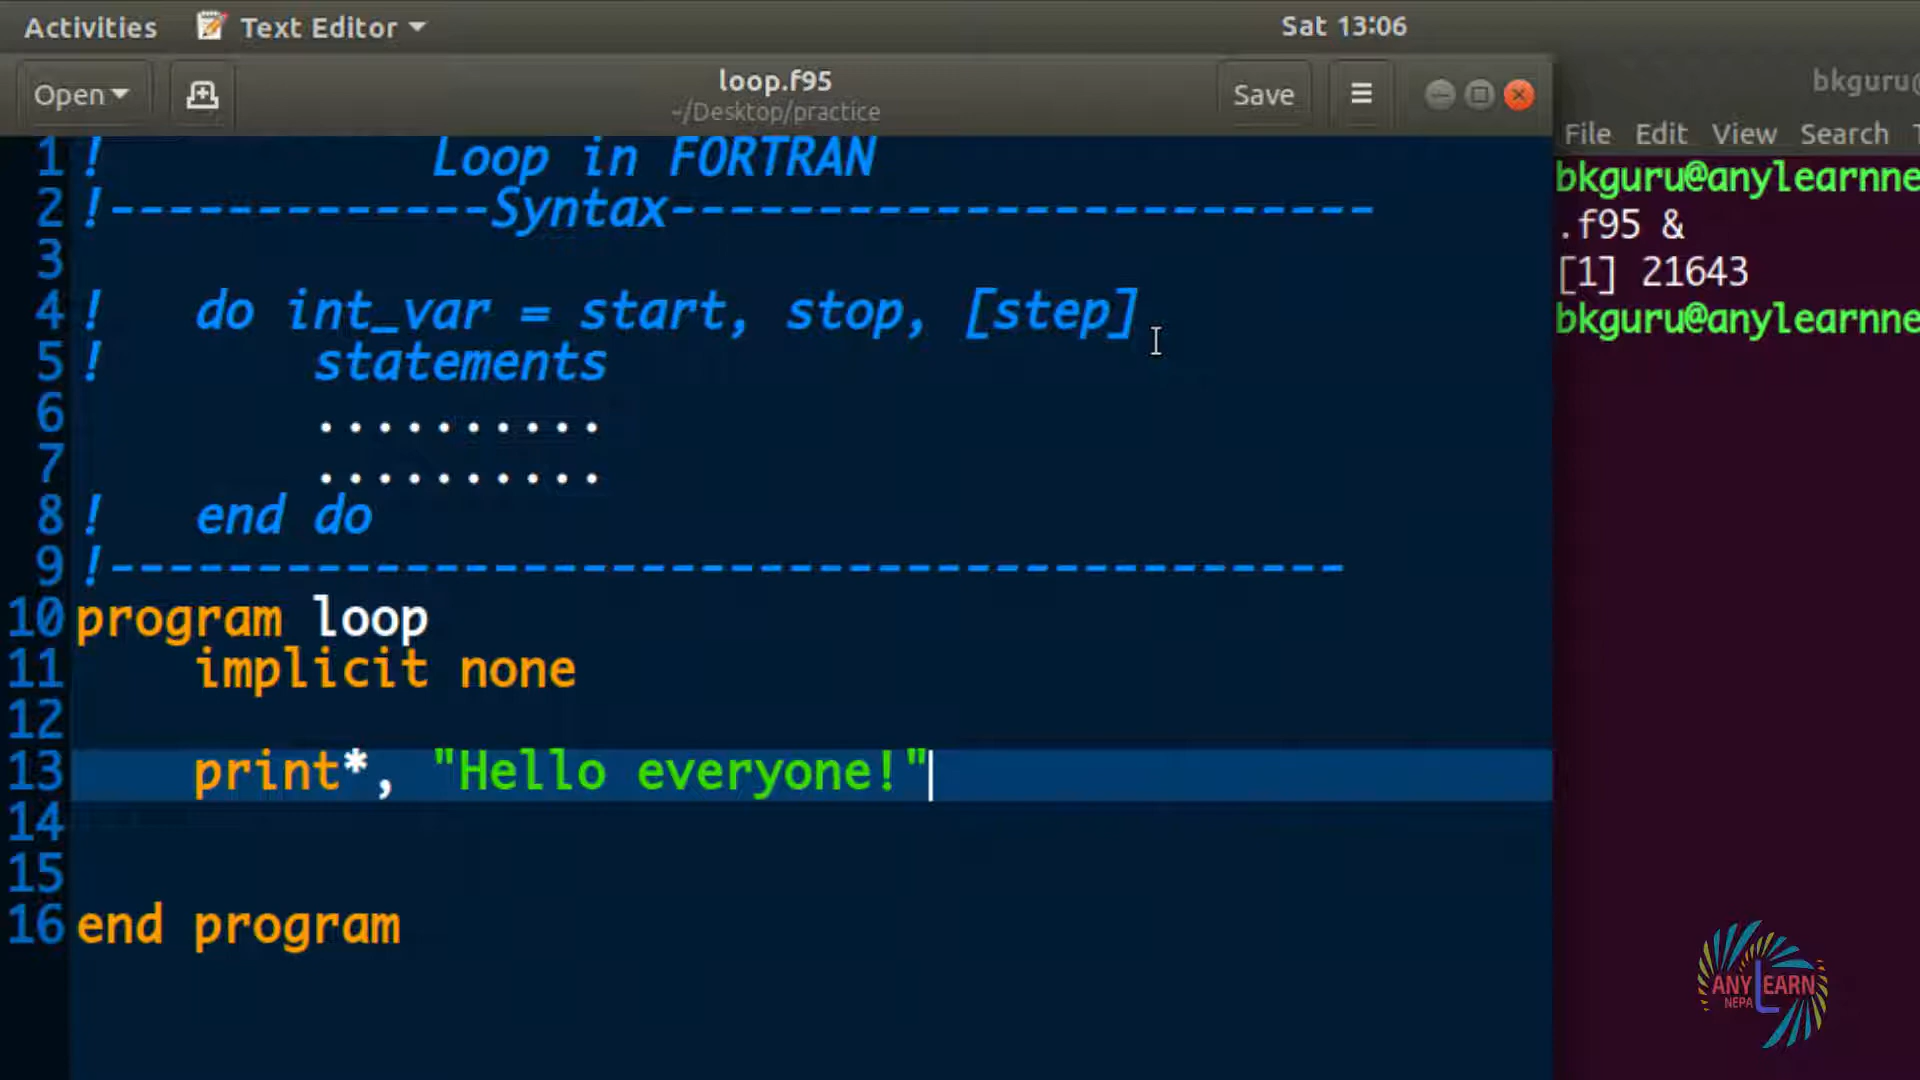 Activities Text Editor Sat 13:06
Open loop.f95 Save
~/Desktop/practice
bkguru@
File Edit View Search T
1 ! Loop in FORTRAN
2 !-------------Syntax------------------------
3
4 ! do int_var = start, stop, [step]
5 ! statements
6 ..........
7 ..........
8 ! end do
9 !-------------------------------------------
10 program loop
11 implicit none
12
13 print*, "Hello everyone!"
14
15
16 end program
bkguru@anylearnne
.f95 &
[1] 21643
bkguru@anylearnne
ANY LEARN
NEPA